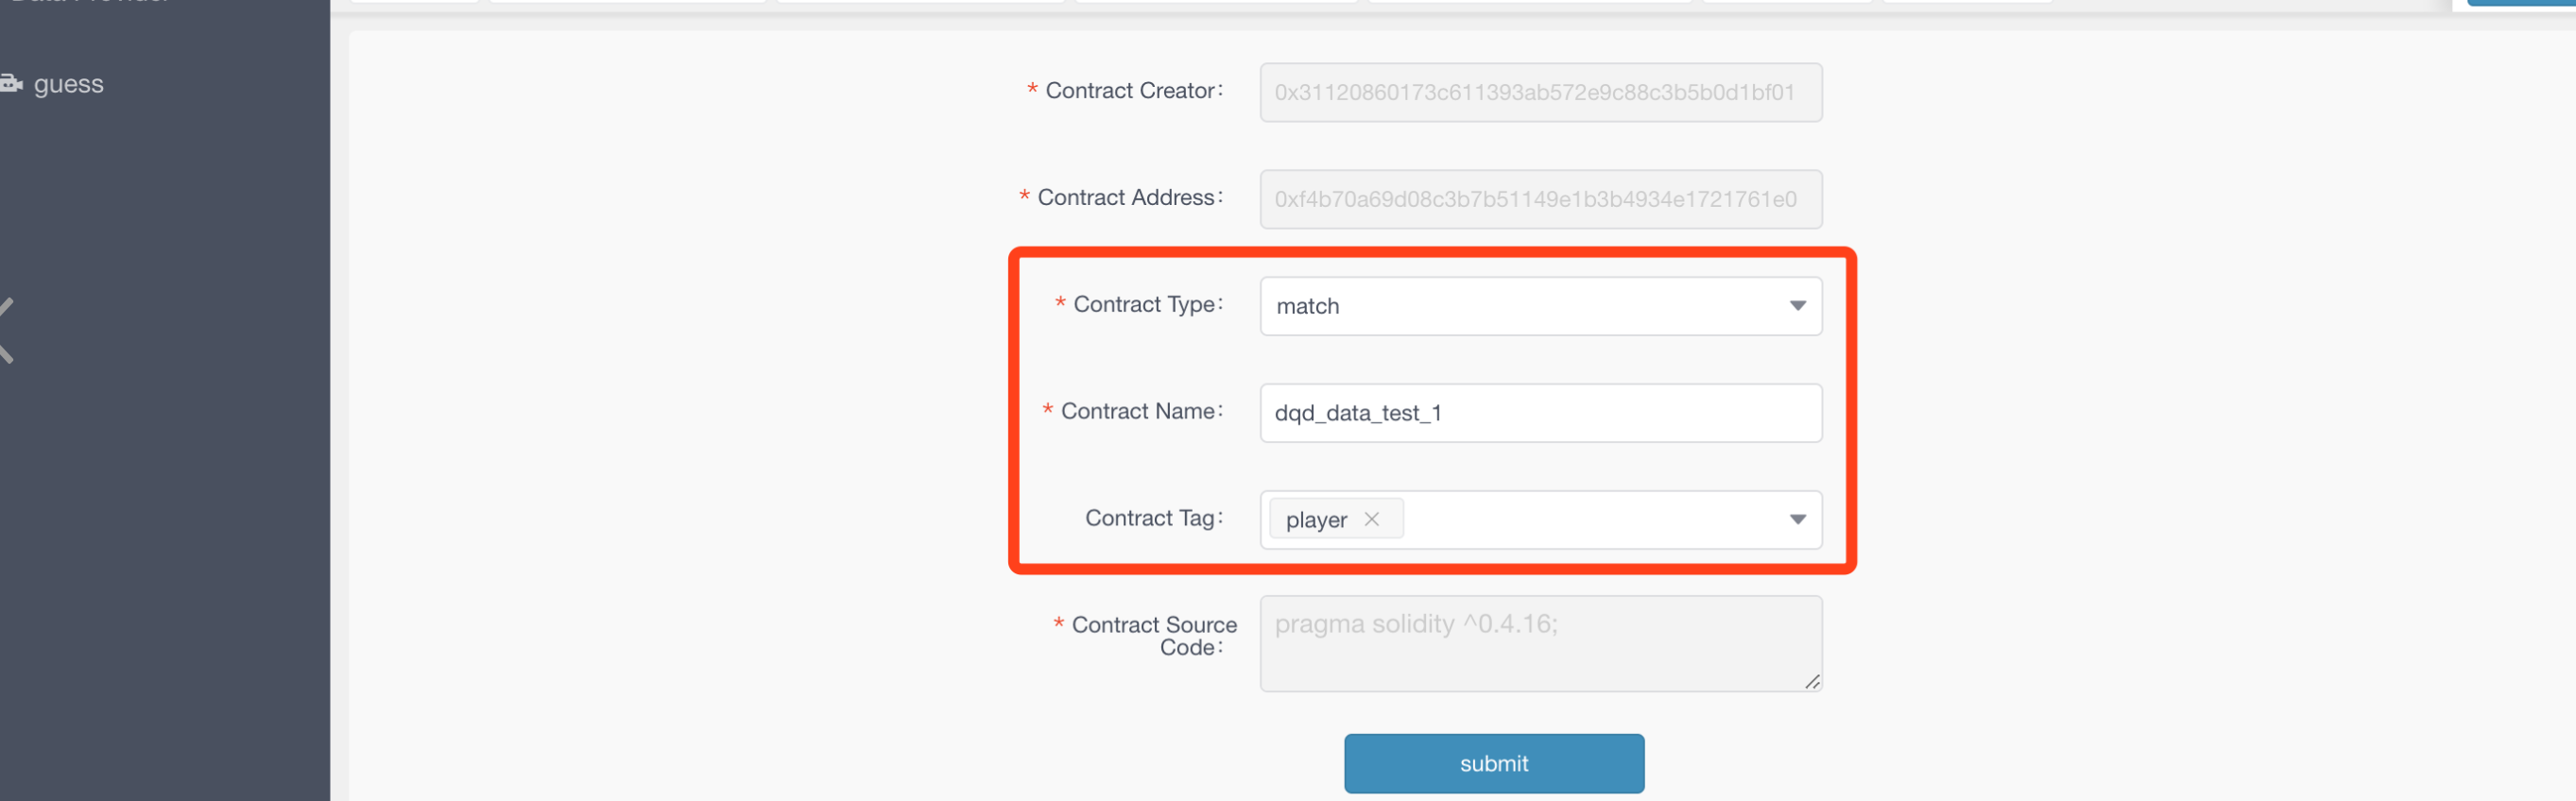 guess
* Contract Creator:
0x31120860173c611393ab572e9c88c3b5b0d1bf01
* Contract Address:
0xf4b70a69d08c3b7b51149e1b3b4934e1721761e0
* Contract Type:
match
* Contract Name:
dqd_data_test_1
Contract Tag:
player ×
* Contract Source
Code:
pragma solidity ^0.4.16;
submit